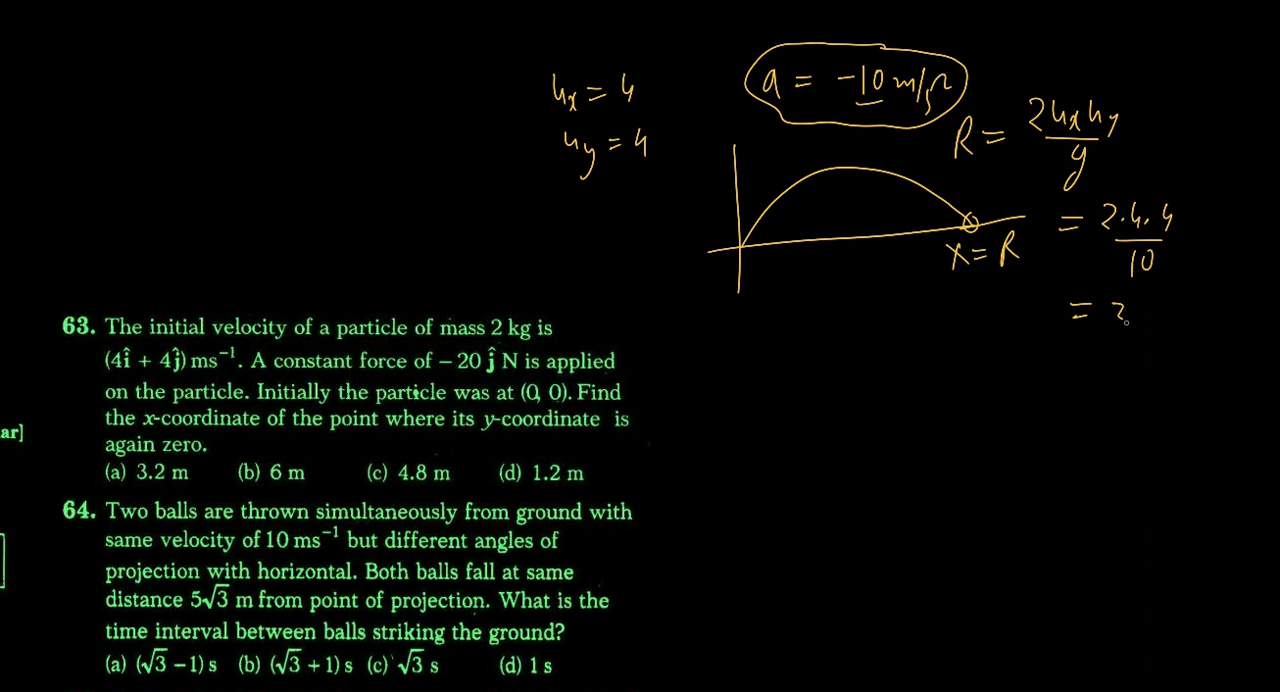 uₓ = 4
u_y = 4
a = -10 m/s²
R = 2uₓu_y / g
= 2.4.4 / 10
x = R
=
63. The initial velocity of a particle of mass 2 kg is
(4î + 4ĵ) ms⁻¹. A constant force of – 20 ĵ N is applied
on the particle. Initially the particle was at (0, 0). Find
the x-coordinate of the point where its y-coordinate is
again zero.
(a) 3.2 m (b) 6 m (c) 4.8 m (d) 1.2 m
ar]
64. Two balls are thrown simultaneously from ground with
same velocity of 10 ms⁻¹ but different angles of
projection with horizontal. Both balls fall at same
distance 5√3 m from point of projection. What is the
time interval between balls striking the ground?
(a) (√3 – 1) s (b) (√3 + 1) s (c) √3 s (d) 1 s